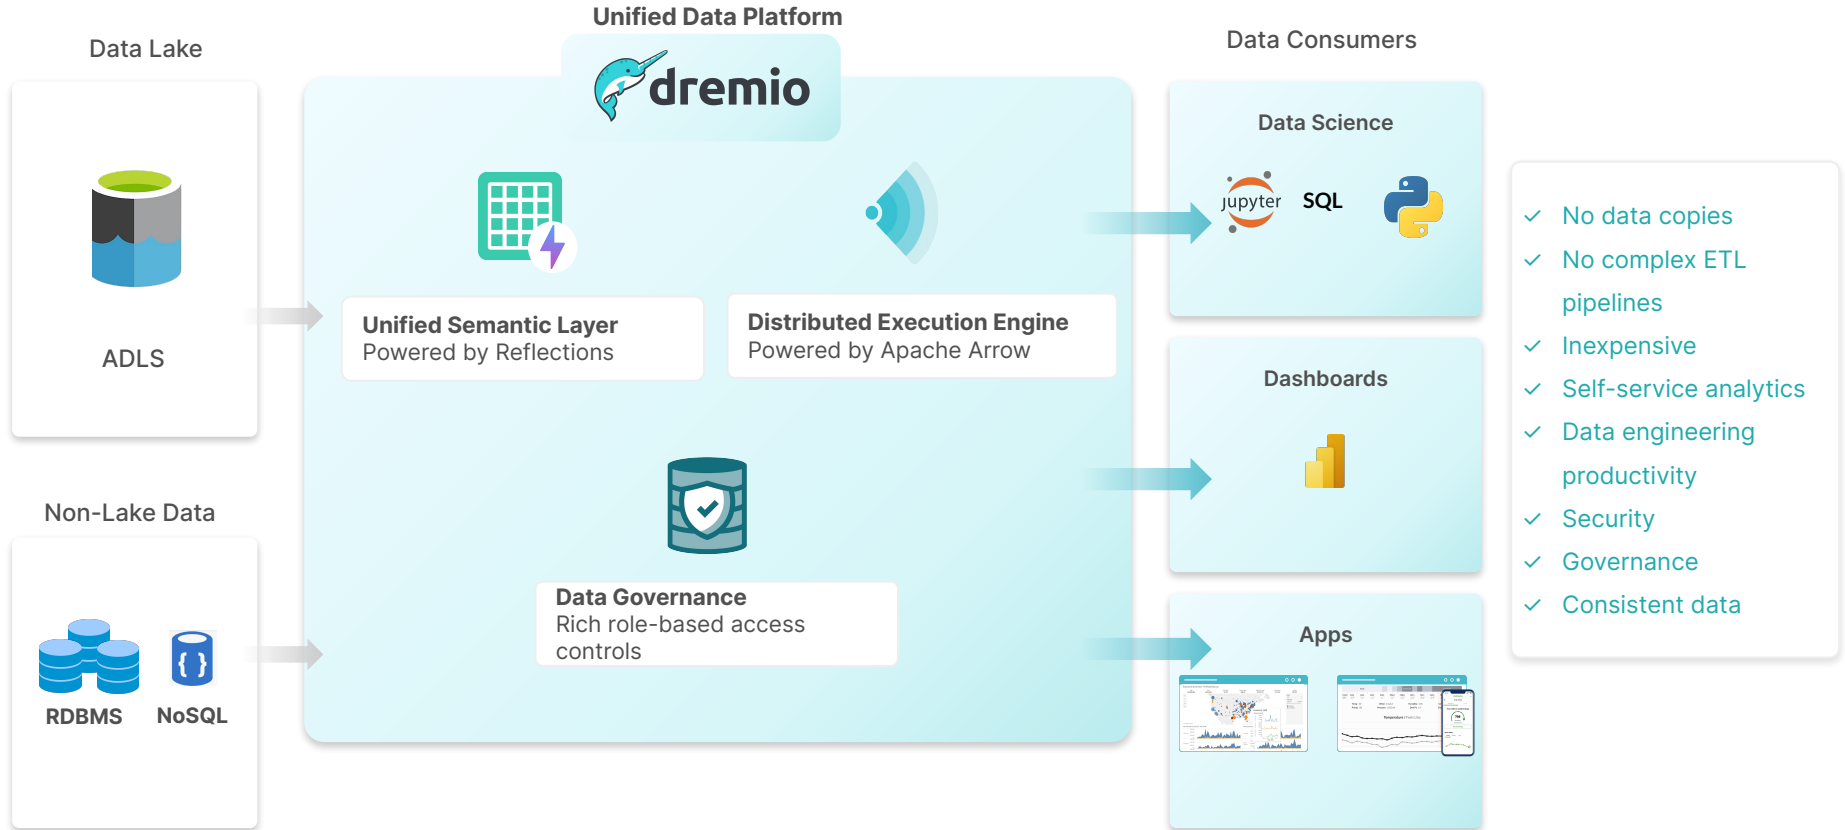 Data Lake
ADLS
Non-Lake Data
RDBMS
NoSQL
Unified Data Platform
dremio
Unified Semantic Layer
Powered by Reflections
Distributed Execution Engine
Powered by Apache Arrow
Data Governance
Rich role-based access
controls
Data Consumers
Data Science
jupyter
SQL
Dashboards
Apps
No data copies
No complex ETL
pipelines
Inexpensive
Self-service analytics
Data engineering
productivity
Security
Governance
Consistent data